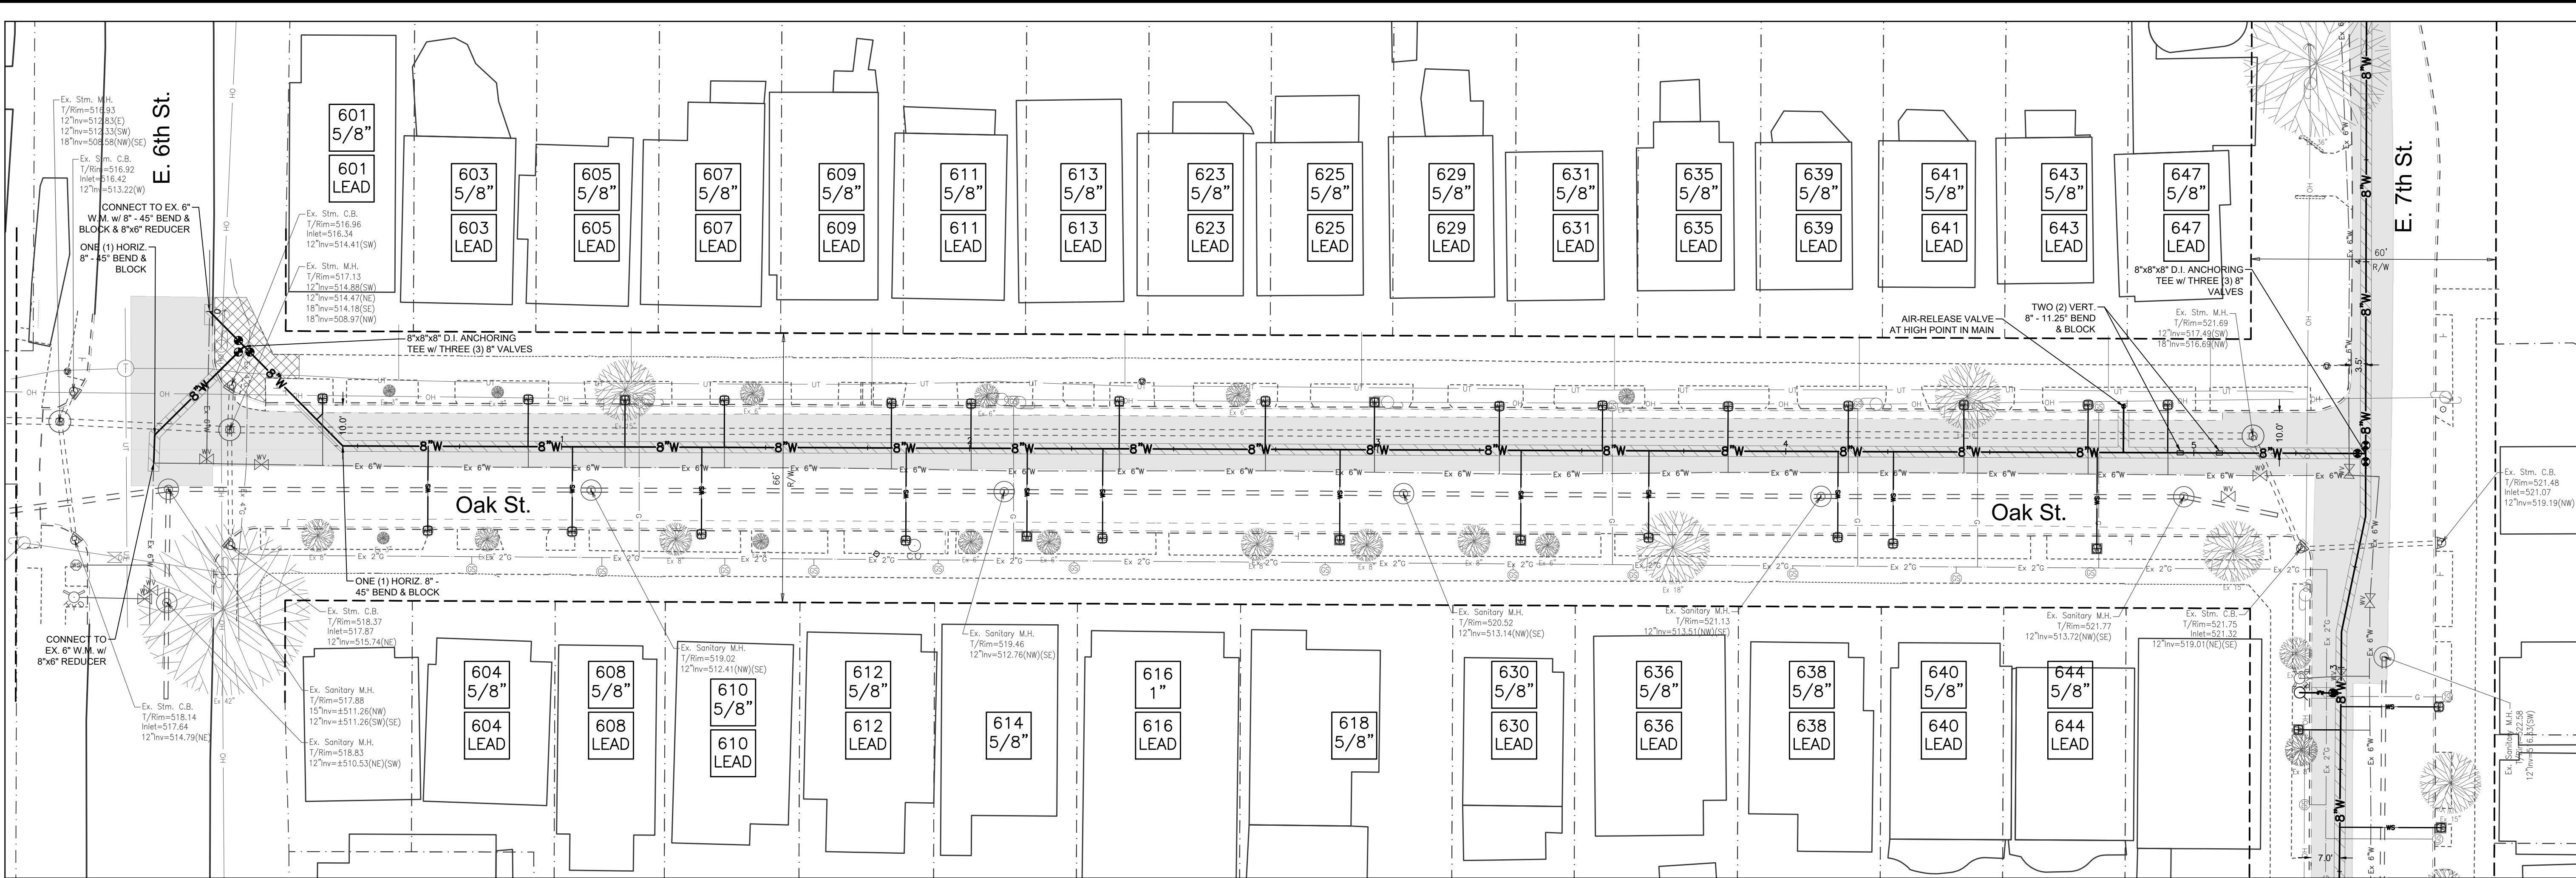 Ex. Stm. M.H.
T/Rim=516.93
12"Inv=512.83(E)
12"Inv=512.33(SW)
18"Inv=508.58(NW)(SE)
Ex. Stm. C.B.
T/Rim=516.92
Inlet=516.42
12"Inv=513.22(W)
E. 6th St.
CONNECT TO EX. 6"
W.M. w/ 8" - 45° BEND &
BLOCK & 8"x6" REDUCER
ONE (1) HORIZ.
8" - 45° BEND &
BLOCK
Ex. Stm. C.B.
T/Rim=516.96
Inlet=516.34
12"Inv=514.41(SW)
Ex. Stm. M.H.
T/Rim=517.13
12"Inv=514.88(SW)
12"Inv=514.47(NE)
18"Inv=514.18(SE)
18"Inv=508.97(NW)
8"x8"x8" D.I. ANCHORING
TEE w/ THREE (3) 8" VALVES
601
5/8"
601
LEAD
603
5/8"
603
LEAD
605
5/8"
605
LEAD
607
5/8"
607
LEAD
609
5/8"
609
LEAD
611
5/8"
611
LEAD
613
5/8"
613
LEAD
623
5/8"
623
LEAD
625
5/8"
625
LEAD
629
5/8"
629
LEAD
631
5/8"
631
LEAD
635
5/8"
635
LEAD
639
5/8"
639
LEAD
641
5/8"
641
LEAD
643
5/8"
643
LEAD
647
5/8"
647
LEAD
E. 7th St.
60'
R/W
3.5'
8"x8"x8" D.I. ANCHORING
TEE w/ THREE (3) 8"
VALVES
TWO (2) VERT.
8" - 11.25° BEND
& BLOCK
AIR-RELEASE VALVE
AT HIGH POINT IN MAIN
Ex. Stm. M.H.
T/Rim=521.69
12"Inv=517.49(SW)
18"Inv=516.69(NW)
10.0'
66'
R/W
10.0'
8"W
Ex 6"W
Oak St.
Oak St.
Ex 2"G
Ex. Stm. C.B.
T/Rim=521.48
Inlet=521.07
12"Inv=519.19(NW)
ONE (1) HORIZ. 8" -
45° BEND & BLOCK
CONNECT TO
EX. 6" W.M. w/
8"x6" REDUCER
Ex. Stm. C.B.
T/Rim=518.14
Inlet=517.64
12"Inv=514.79(NE)
Ex 42"
Ex. Stm. C.B.
T/Rim=518.37
Inlet=517.87
12"Inv=515.74(NE)
Ex. Sanitary M.H.
T/Rim=517.88
15"Inv=±511.26(NW)
12"Inv=±511.26(SW)(SE)
Ex. Sanitary M.H.
T/Rim=518.83
12"Inv=±510.53(NE)(SW)
Ex. Sanitary M.H.
T/Rim=519.02
12"Inv=512.41(NW)(SE)
Ex. Sanitary M.H.
T/Rim=519.46
12"Inv=512.76(NW)(SE)
Ex. Sanitary M.H.
T/Rim=520.52
12"Inv=513.14(NW)(SE)
Ex 18"
Ex. Sanitary M.H.
T/Rim=521.13
12"Inv=513.51(NW)(SE)
Ex. Sanitary M.H.
T/Rim=521.77
12"Inv=513.72(NW)(SE)
Ex. Stm. C.B.
T/Rim=521.75
Inlet=521.32
12"Inv=519.01(NE)(SE)
604
5/8"
604
LEAD
608
5/8"
608
LEAD
610
5/8"
610
LEAD
612
5/8"
612
LEAD
614
5/8"
616
1"
616
LEAD
618
5/8"
630
5/8"
630
LEAD
636
5/8"
636
LEAD
638
5/8"
638
LEAD
640
5/8"
640
LEAD
644
5/8"
644
LEAD
Ex. Sanitary M.H.
7.0'